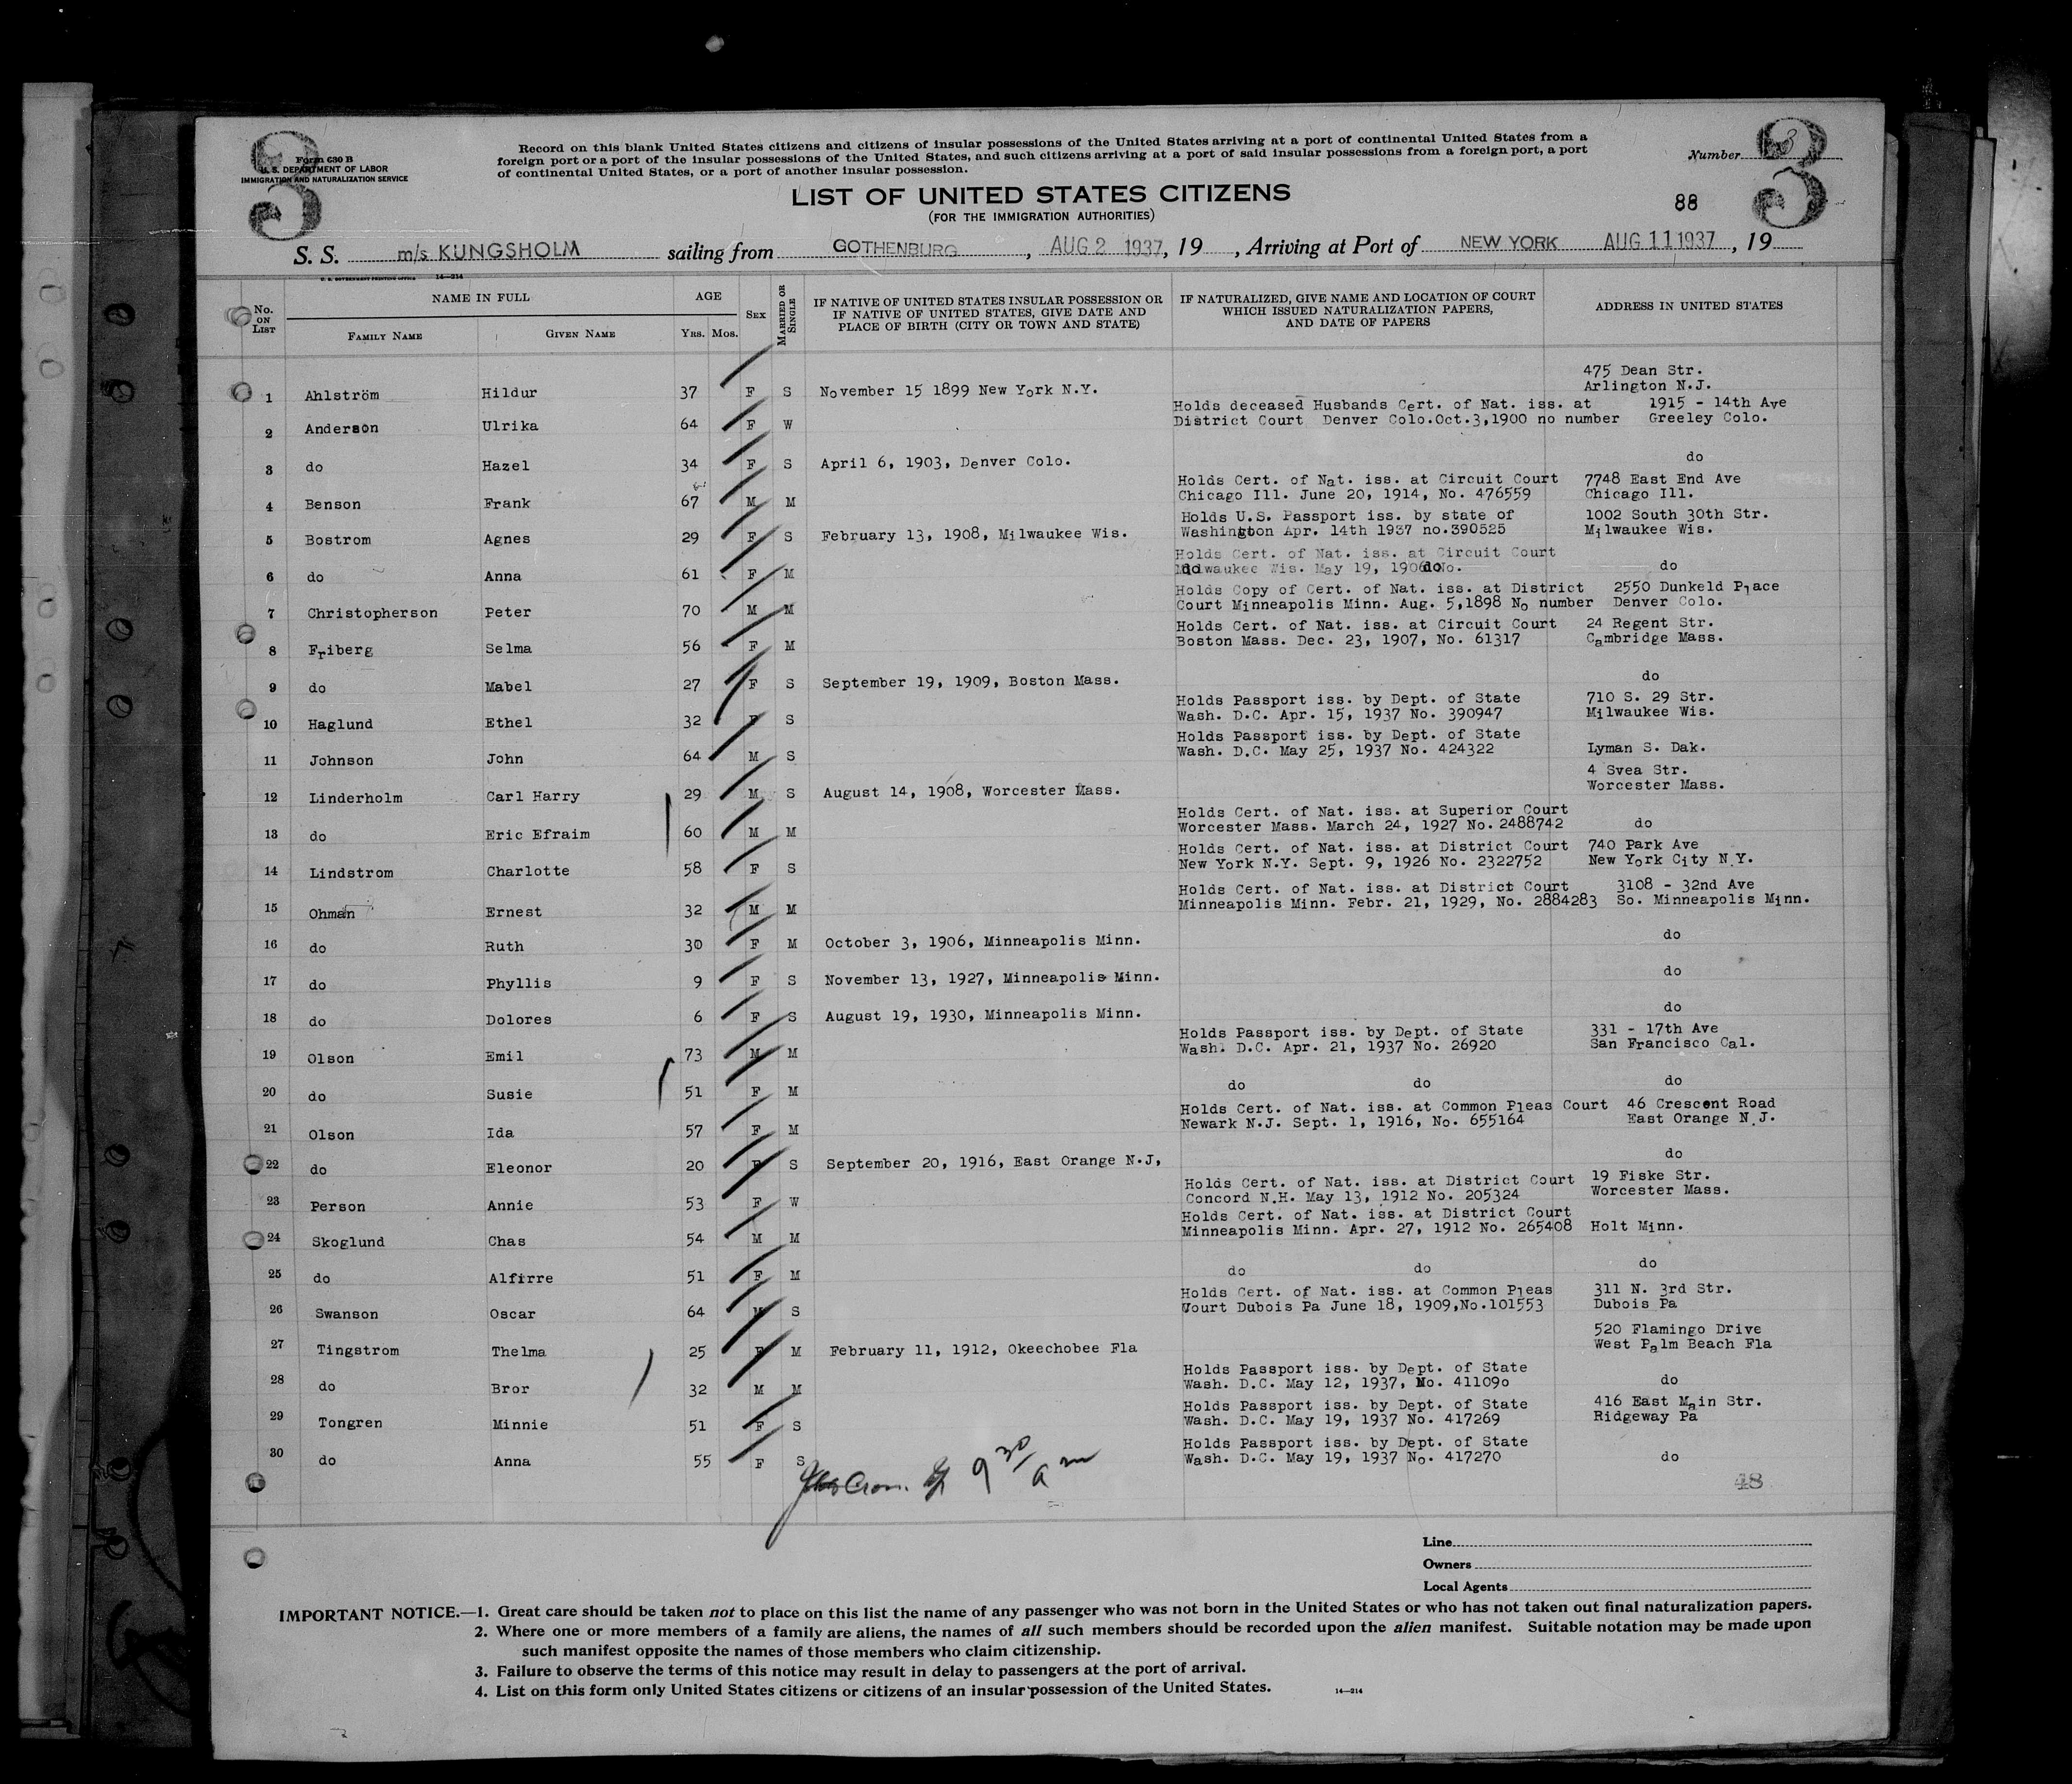 3
Form 630 B
U. S. DEPARTMENT OF LABOR
IMMIGRATION AND NATURALIZATION SERVICE
Record on this blank United States citizens and citizens of insular possessions of the United States arriving at a port of continental United States from a
foreign port or a port of the insular possessions of the United States, and such citizens arriving at a port of said insular possessions from a foreign port, a port
of continental United States, or a port of another insular possession.
Number 3
3
LIST OF UNITED STATES CITIZENS
(FOR THE IMMIGRATION AUTHORITIES)
88
S. S. m/s KUNGSHOLM sailing from GOTHENBURG, AUG 2 1937, 19 , Arriving at Port of NEW YORK AUG 11 1937, 19
U. S. GOVERNMENT PRINTING OFFICE 14—214
No. ON LIST
NAME IN FULL
FAMILY NAME GIVEN NAME
AGE
YRS. MOS.
SEX
MARRIED OR SINGLE
IF NATIVE OF UNITED STATES INSULAR POSSESSION OR
IF NATIVE OF UNITED STATES, GIVE DATE AND
PLACE OF BIRTH (CITY OR TOWN AND STATE)
IF NATURALIZED, GIVE NAME AND LOCATION OF COURT
WHICH ISSUED NATURALIZATION PAPERS,
AND DATE OF PAPERS
ADDRESS IN UNITED STATES
475 Dean Str.
1 Ahlström Hildur 37 F S November 15 1899 New York N.Y. Arlington N.J.
Holds deceased Husbands Cert. of Nat. iss. at 1915 - 14th Ave
2 Anderson Ulrika 64 F W District Court Denver Colo.Oct.3,1900 no number Greeley Colo.
3 do Hazel 34 F S April 6, 1903, Denver Colo. do
Holds Cert. of Nat. iss. at Circuit Court 7748 East End Ave
4 Benson Frank 67 M M Chicago Ill. June 20, 1914, No. 476559 Chicago Ill.
Holds U.S. Passport iss. by state of 1002 South 30th Str.
5 Bostrom Agnes 29 F S February 13, 1908, Milwaukee Wis. Washington Apr. 14th 1937 no.390525 Milwaukee Wis.
Holds Cert. of Nat. iss. at Circuit Court
6 do Anna 61 F M Milwaukee Wis. May 19, 1906 No. do
Holds Copy of Cert. of Nat. iss. at District 2550 Dunkeld Place
7 Christopherson Peter 70 M M Court Minneapolis Minn. Aug. 5,1898 No number Denver Colo.
Holds Cert. of Nat. iss. at Circuit Court 24 Regent Str.
8 Friberg Selma 56 F M Boston Mass. Dec. 23, 1907, No. 61317 Cambridge Mass.
9 do Mabel 27 F S September 19, 1909, Boston Mass. do
Holds Passport iss. by Dept. of State 710 S. 29 Str.
10 Haglund Ethel 32 F S Wash. D.C. Apr. 15, 1937 No. 390947 Milwaukee Wis.
Holds Passport iss. by Dept. of State
11 Johnson John 64 M S Wash. D.C. May 25, 1937 No. 424322 Lyman S. Dak.
4 Svea Str.
12 Linderholm Carl Harry 29 M S August 14, 1908, Worcester Mass. Worcester Mass.
Holds Cert. of Nat. iss. at Superior Court
13 do Eric Efraim 60 M M Worcester Mass. March 24, 1927 No. 2488742 do
Holds Cert. of Nat. iss. at District Court 740 Park Ave
14 Lindstrom Charlotte 58 F S New York N.Y. Sept. 9, 1926 No. 2322752 New York City N.Y.
Holds Cert. of Nat. iss. at District Court 3108 - 32nd Ave
15 Ohman Ernest 32 M M Minneapolis Minn. Febr. 21, 1929, No. 2884283 So. Minneapolis Minn.
16 do Ruth 30 F M October 3, 1906, Minneapolis Minn. do
17 do Phyllis 9 F S November 13, 1927, Minneapolis Minn. do
18 do Dolores 6 F S August 19, 1930, Minneapolis Minn. do
Holds Passport iss. by Dept. of State 331 - 17th Ave
19 Olson Emil 73 M M Wash. D.C. Apr. 21, 1937 No. 26920 San Francisco Cal.
20 do Susie 51 F M do do do
Holds Cert. of Nat. iss. at Common Pleas Court 46 Crescent Road
21 Olson Ida 57 F M Newark N.J. Sept. 1, 1916, No. 655164 East Orange N.J.
22 do Eleonor 20 F S September 20, 1916, East Orange N.J, do
Holds Cert. of Nat. iss. at District Court 19 Fiske Str.
23 Person Annie 53 F W Concord N.H. May 13, 1912 No. 205324 Worcester Mass.
Holds Cert. of Nat. iss. at District Court
24 Skoglund Chas 54 M M Minneapolis Minn. Apr. 27, 1912 No. 265408 Holt Minn.
25 do Alfirre 51 F M do do do
Holds Cert. of Nat. iss. at Common Pleas 311 N. 3rd Str.
26 Swanson Oscar 64 M S Court Dubois Pa June 18, 1909,No.101553 Dubois Pa
520 Flamingo Drive
27 Tingstrom Thelma 25 F M February 11, 1912, Okeechobee Fla West Palm Beach Fla
Holds Passport iss. by Dept. of State
28 do Bror 32 M M Wash. D.C. May 12, 1937, No. 411090 do
Holds Passport iss. by Dept. of State 416 East Main Str.
29 Tongren Minnie 51 F S Wash. D.C. May 19, 1937 No. 417269 Ridgeway Pa
Holds Passport iss. by Dept. of State
30 do Anna 55 F S Wash. D.C. May 19, 1937 No. 417270 do
9 30 am
48
Line
Owners
Local Agents
IMPORTANT NOTICE.—1. Great care should be taken not to place on this list the name of any passenger who was not born in the United States or who has not taken out final naturalization papers.
2. Where one or more members of a family are aliens, the names of all such members should be recorded upon the alien manifest. Suitable notation may be made upon
such manifest opposite the names of those members who claim citizenship.
3. Failure to observe the terms of this notice may result in delay to passengers at the port of arrival.
4. List on this form only United States citizens or citizens of an insular possession of the United States. 14—214